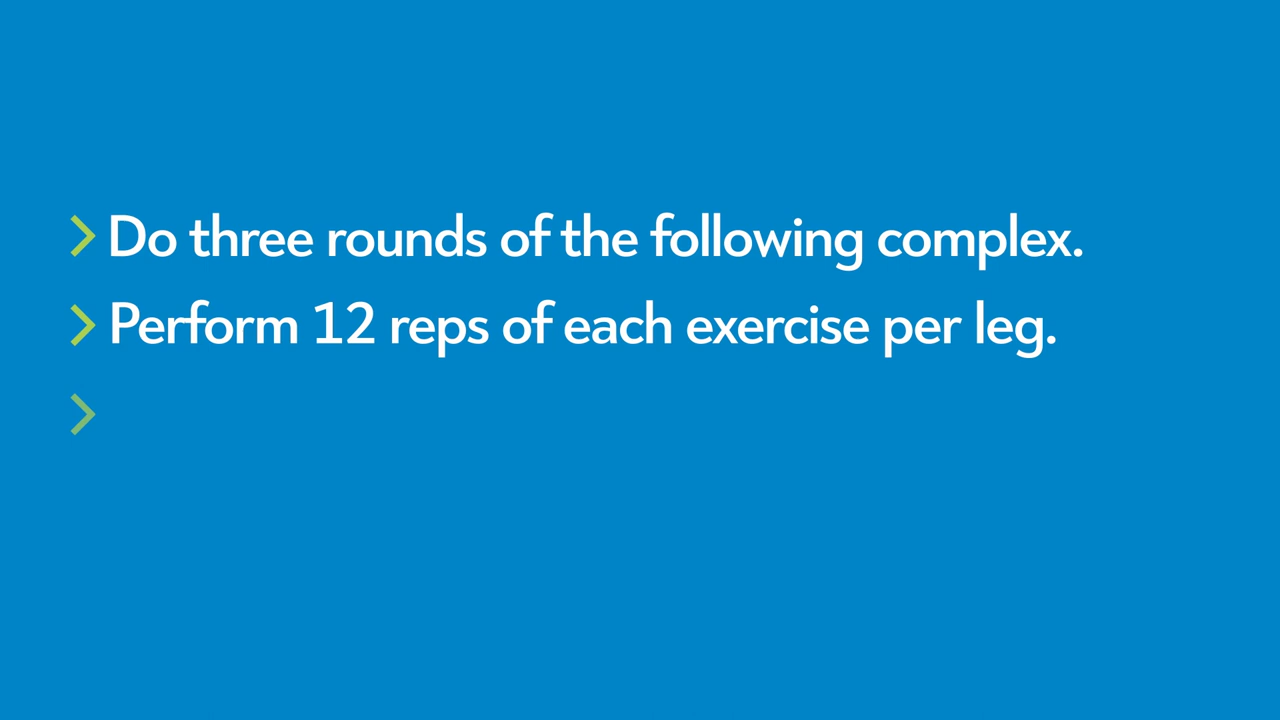 Do three rounds of the following complex.
Perform 12 reps of each exercise per leg.